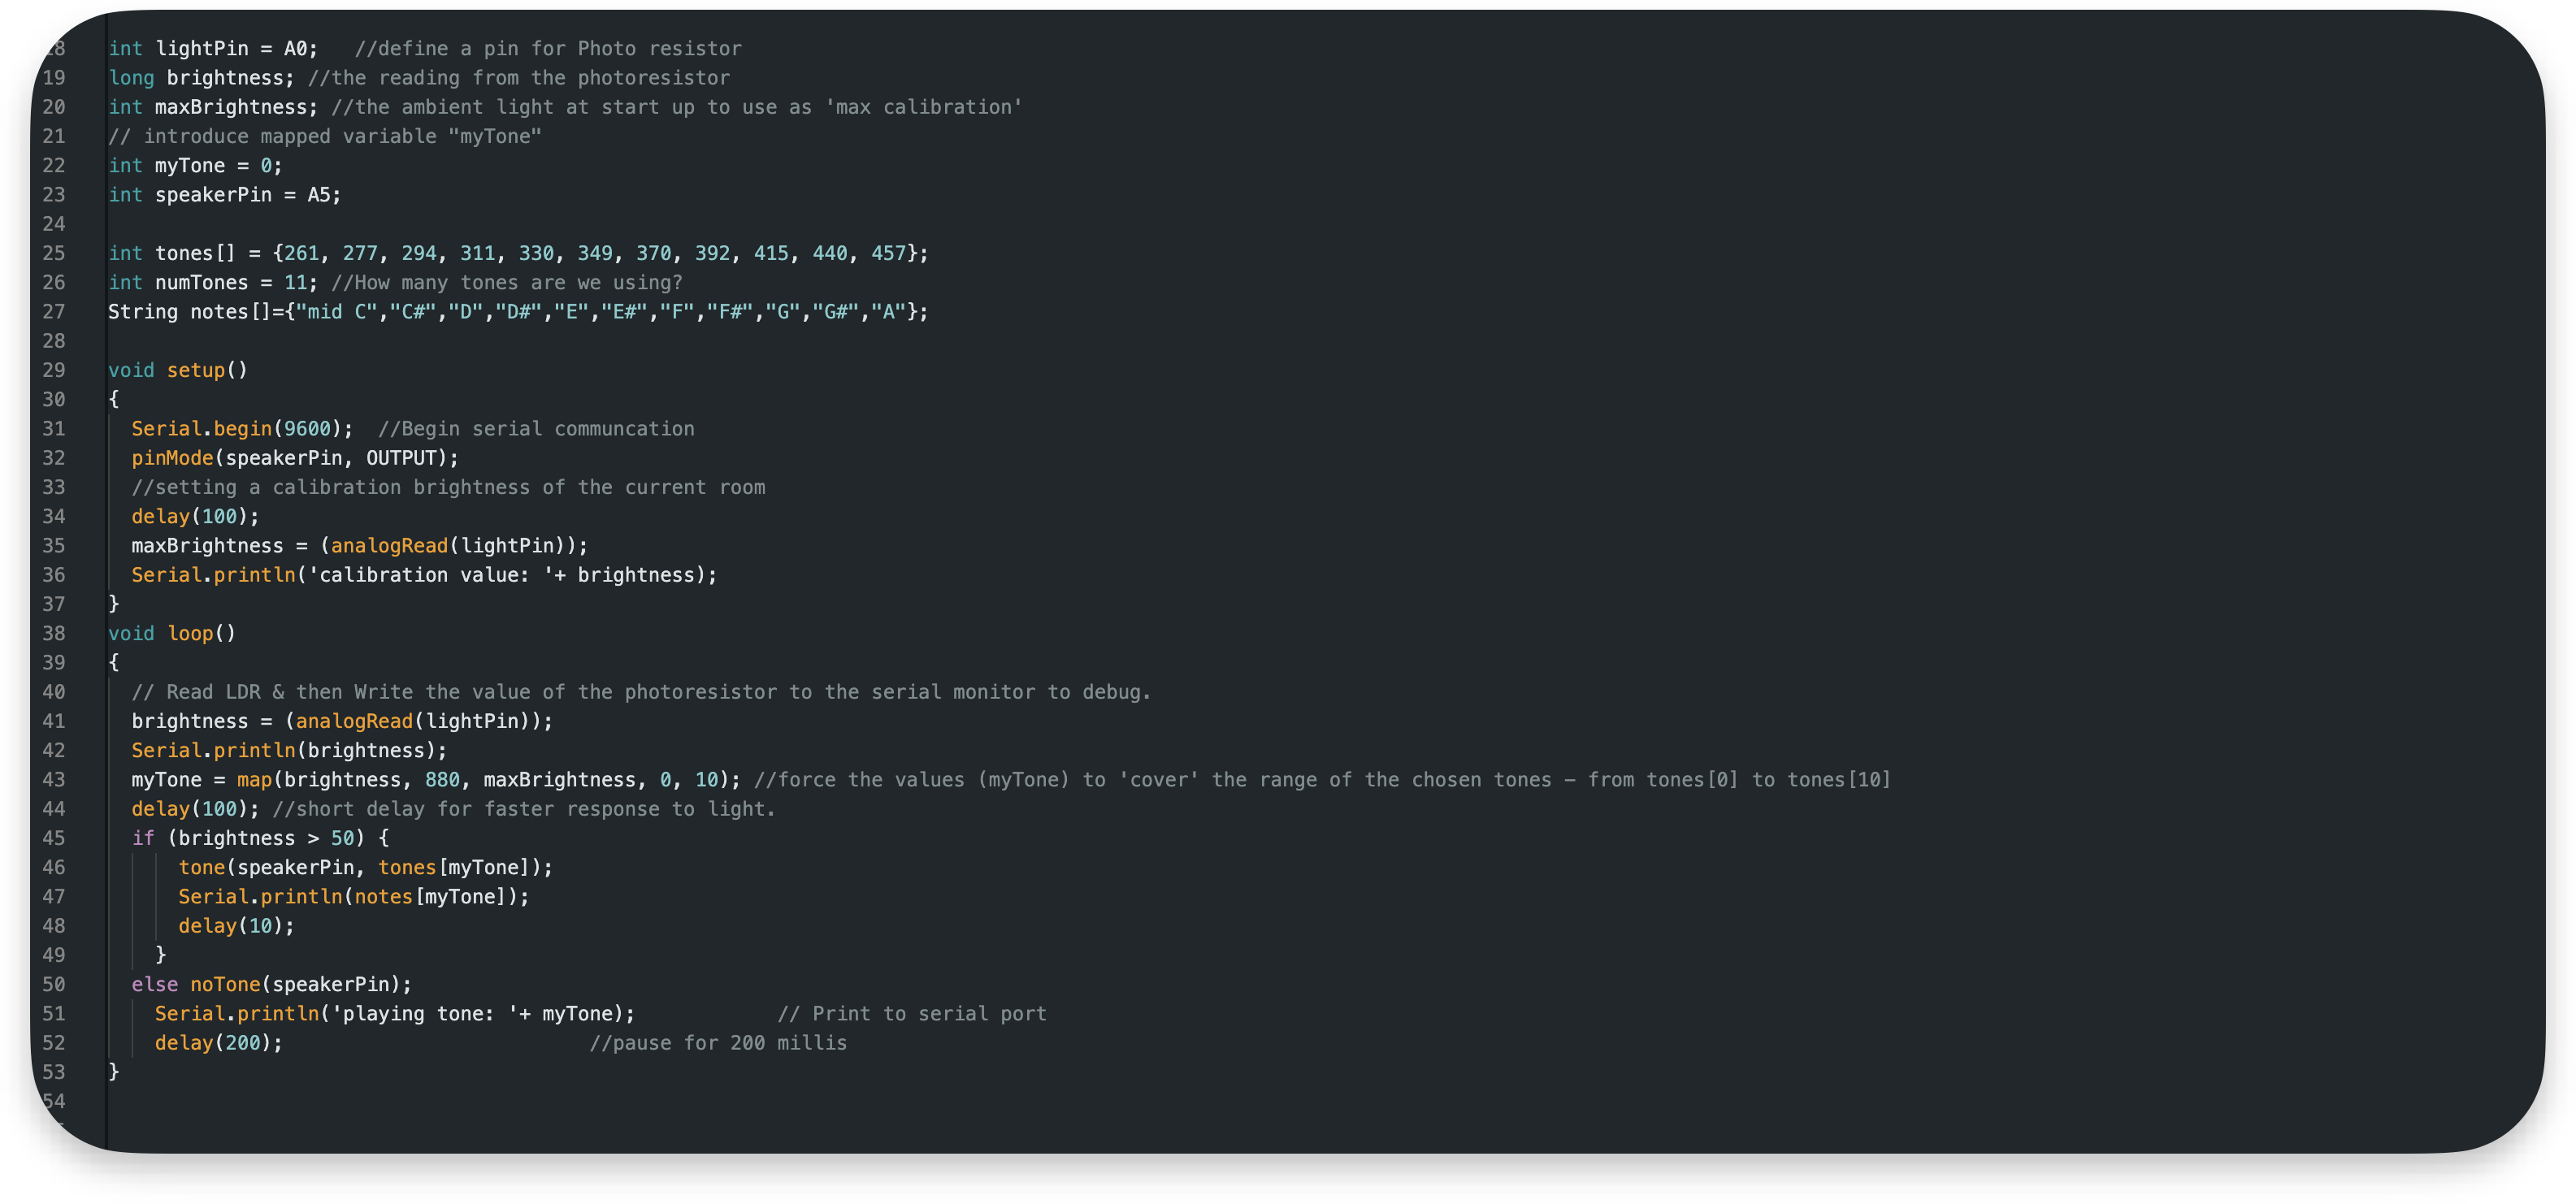 18 int lightPin = A0;   //define a pin for Photo resistor
19 long brightness; //the reading from the photoresistor
20 int maxBrightness; //the ambient light at start up to use as 'max calibration'
21 // introduce mapped variable "myTone"
22 int myTone = 0;
23 int speakerPin = A5;
24
25 int tones[] = {261, 277, 294, 311, 330, 349, 370, 392, 415, 440, 457};
26 int numTones = 11; //How many tones are we using?
27 String notes[]={"mid C","C#","D","D#","E","E#","F","F#","G","G#","A"};
28
29 void setup()
30 {
31   Serial.begin(9600);  //Begin serial communcation
32   pinMode(speakerPin, OUTPUT);
33   //setting a calibration brightness of the current room
34   delay(100);
35   maxBrightness = (analogRead(lightPin));
36   Serial.println('calibration value: '+ brightness);
37 }
38 void loop()
39 {
40   // Read LDR & then Write the value of the photoresistor to the serial monitor to debug.
41   brightness = (analogRead(lightPin));
42   Serial.println(brightness);
43   myTone = map(brightness, 880, maxBrightness, 0, 10); //force the values (myTone) to 'cover' the range of the chosen tones – from tones[0] to tones[10]
44   delay(100); //short delay for faster response to light.
45   if (brightness > 50) {
46       tone(speakerPin, tones[myTone]);
47       Serial.println(notes[myTone]);
48       delay(10);
49     }
50   else noTone(speakerPin);
51     Serial.println('playing tone: '+ myTone);            // Print to serial port
52     delay(200);                          //pause for 200 millis
53 }
54